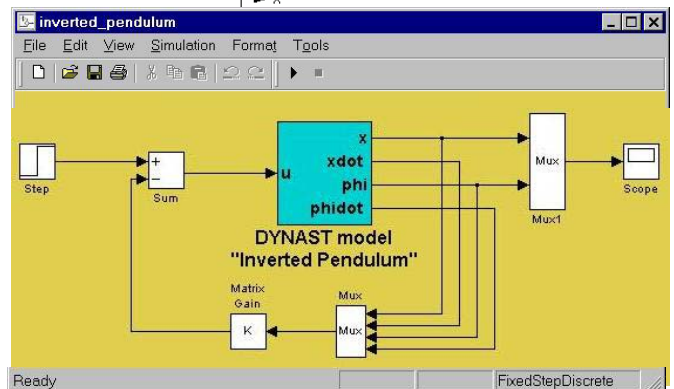 inverted_pendulum
File Edit View Simulation Format Tools
x
xdot
phi
phidot
u
+
−
Step
Sum
Mux
Mux1
Scope
DYNAST model
"Inverted Pendulum"
Matrix
Gain
K
Mux
Mux
Ready
FixedStepDiscrete